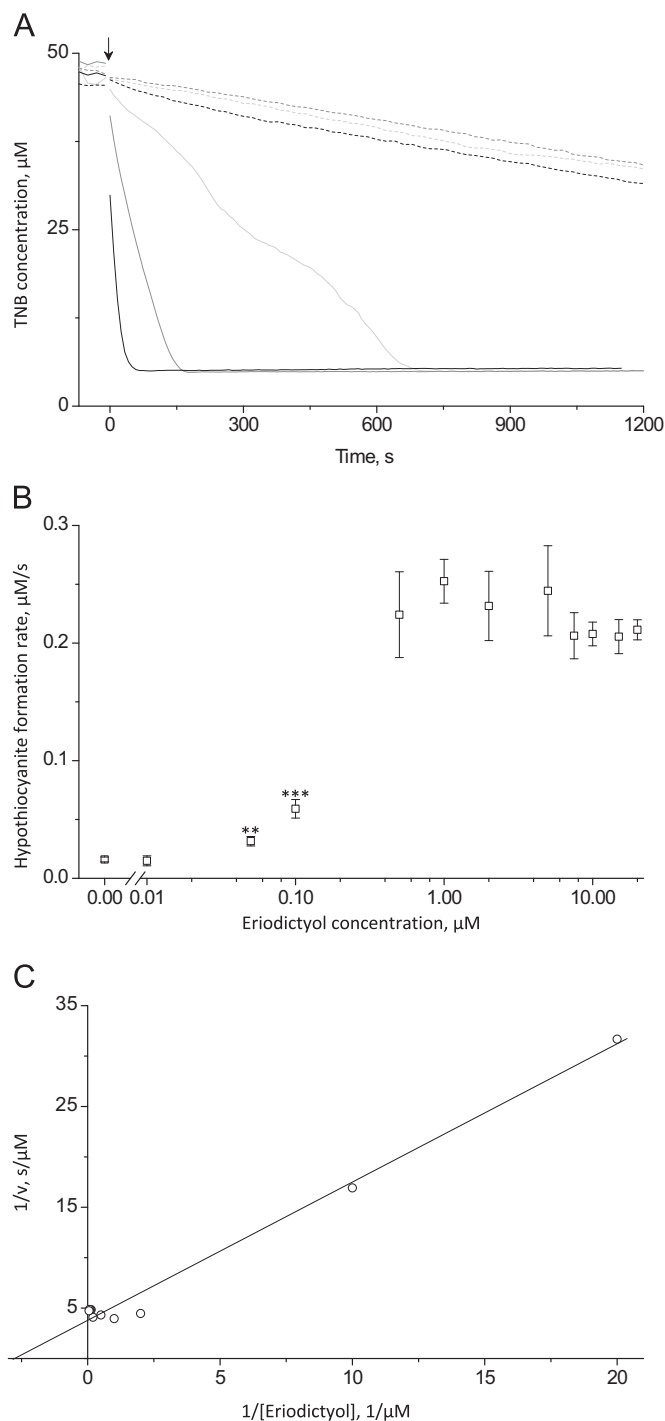 A
50
25
0
TNB concentration, µM
0 300 600 900 1200
Time, s
B
0.3
0.2
0.1
0.0
Hypothiocyanite formation rate, µM/s
**
***
0.00 0.01 0.10 1.00 10.00
Eriodictyol concentration, µM
C
35
25
15
5
1/v, s/µM
0 5 10 15 20
1/[Eriodictyol], 1/µM